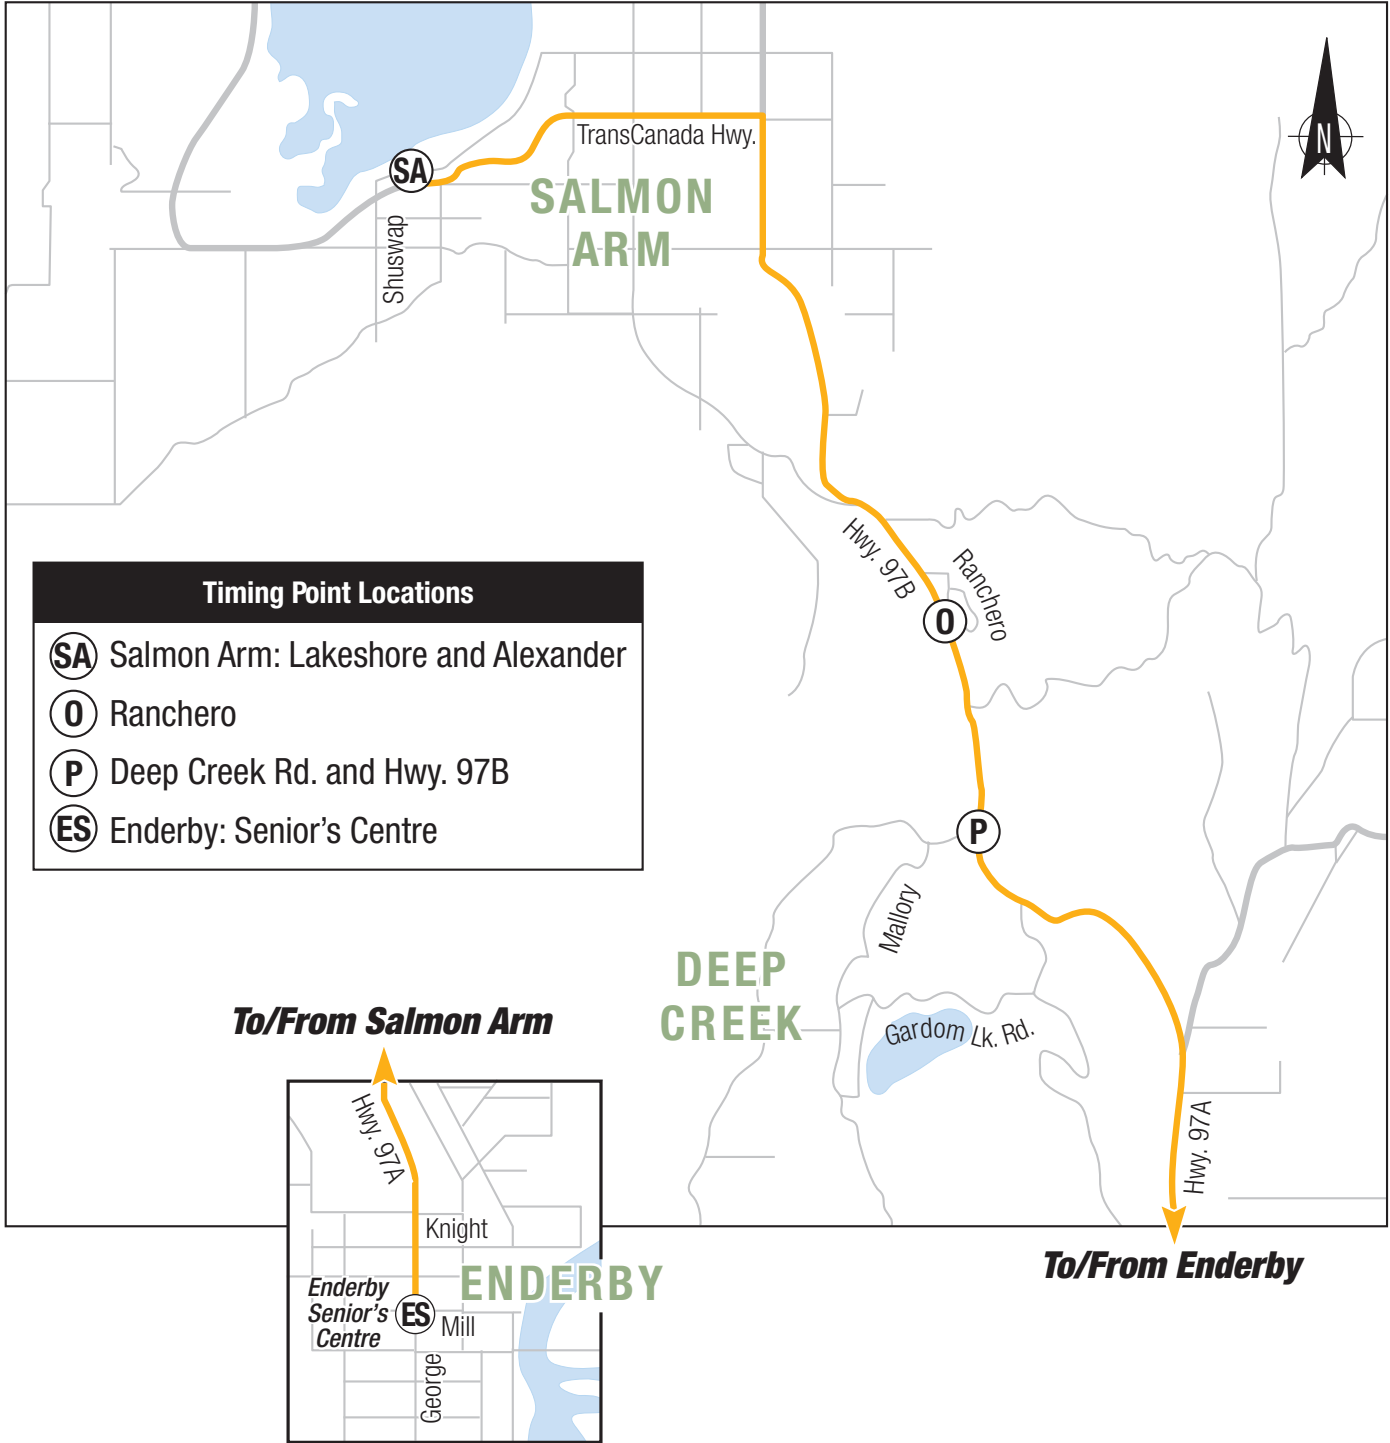 N
TransCanada Hwy.
SA
SALMON
ARM
Shuswap
Hwy. 97B
Ranchero
O
Timing Point Locations
SA Salmon Arm: Lakeshore and Alexander
O Ranchero
P Deep Creek Rd. and Hwy. 97B
ES Enderby: Senior's Centre
P
Mallory
DEEP
CREEK
Gardom Lk. Rd.
Hwy. 97A
To/From Enderby
To/From Salmon Arm
Hwy. 97A
Knight
ENDERBY
Enderby
Senior's
Centre
ES
Mill
George